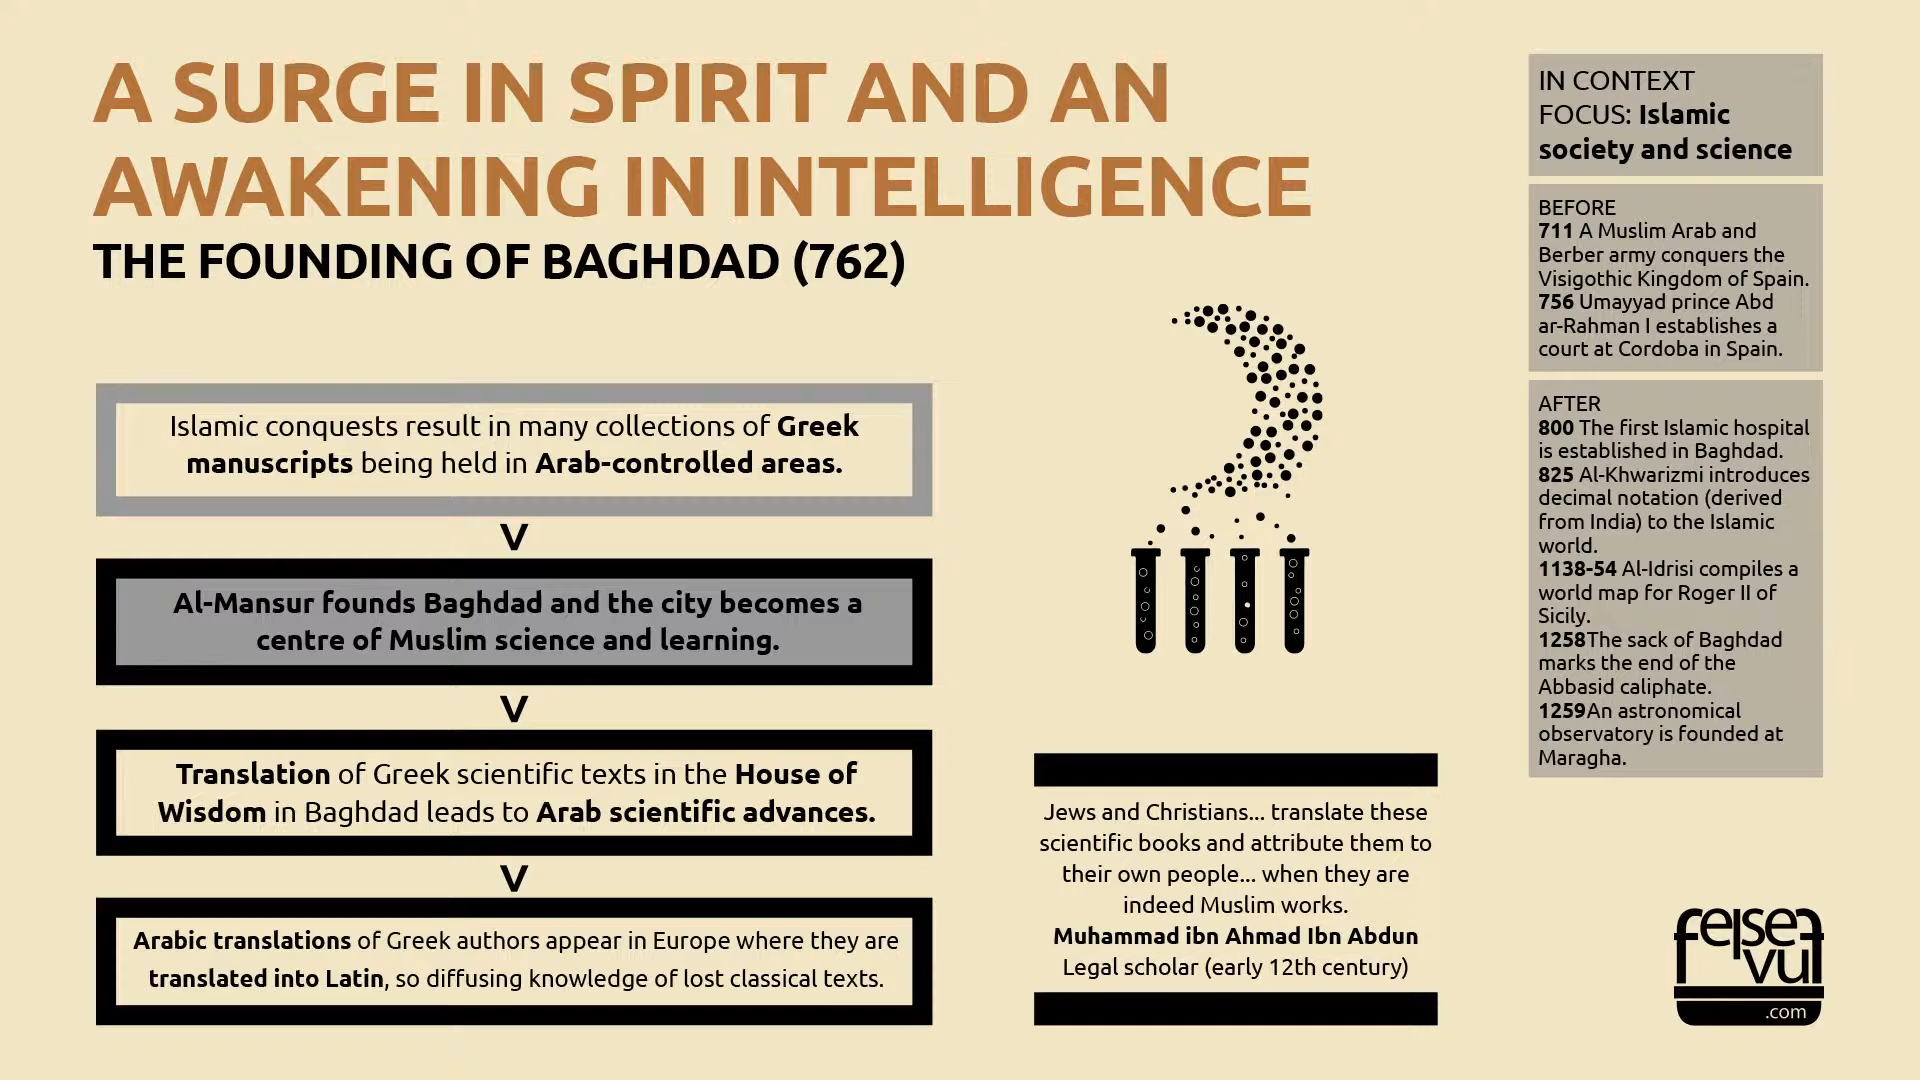 A SURGE IN SPIRIT AND AN
AWAKENING IN INTELLIGENCE
THE FOUNDING OF BAGHDAD (762)
Islamic conquests result in many collections of Greek
manuscripts being held in Arab-controlled areas.
V
Al-Mansur founds Baghdad and the city becomes a
centre of Muslim science and learning.
V
Translation of Greek scientific texts in the House of
Wisdom in Baghdad leads to Arab scientific advances.
V
Arabic translations of Greek authors appear in Europe where they are
translated into Latin, so diffusing knowledge of lost classical texts.
Jews and Christians... translate these
scientific books and attribute them to
their own people... when they are
indeed Muslim works.
Muhammad ibn Ahmad Ibn Abdun
Legal scholar (early 12th century)
IN CONTEXT
FOCUS: Islamic
society and science
BEFORE
711 A Muslim Arab and
Berber army conquers the
Visigothic Kingdom of Spain.
756 Umayyad prince Abd
ar-Rahman I establishes a
court at Cordoba in Spain.
AFTER
800 The first Islamic hospital
is established in Baghdad.
825 Al-Khwarizmi introduces
decimal notation (derived
from India) to the Islamic
world.
1138-54 Al-Idrisi compiles a
world map for Roger II of
Sicily.
1258The sack of Baghdad
marks the end of the
Abbasid caliphate.
1259An astronomical
observatory is founded at
Maragha.
felsef
vuf
.com